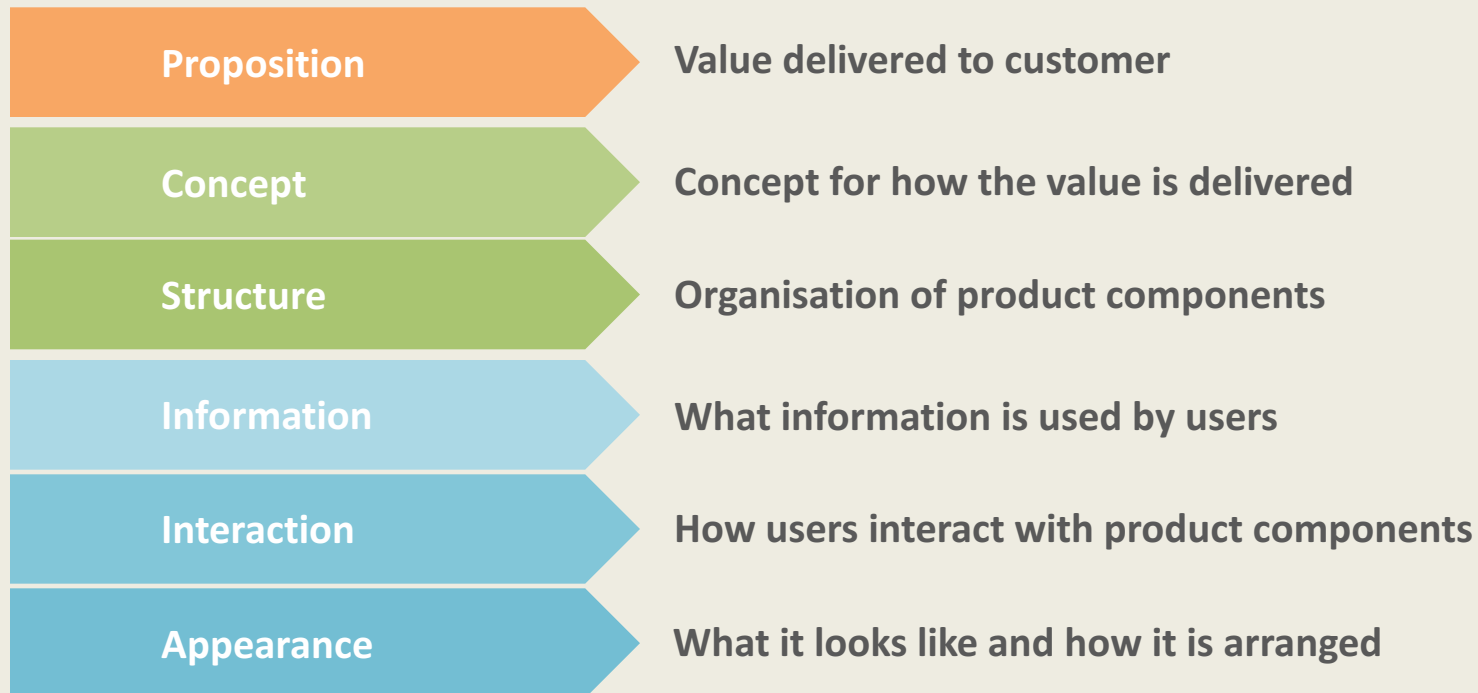 Proposition
Value delivered to customer
Concept
Concept for how the value is delivered
Structure
Organisation of product components
Information
What information is used by users
Interaction
How users interact with product components
Appearance
What it looks like and how it is arranged